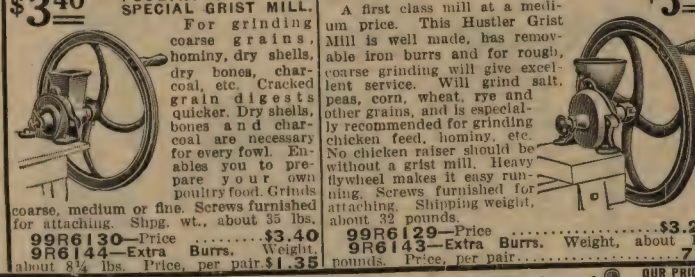 $3.40
SPECIAL GRIST MILL.
For grinding
coarse grains,
hominy, dry shells,
dry bones, char-
coal, etc. Cracked
grain digests
quicker. Dry shells,
bones and char-
coal are necessary
for every fowl. En-
ables you to pre-
pare your own
poultry food. Grinds
coarse, medium or fine. Screws furnished
for attaching. Shpg. wt., about 35 lbs.
99R6130—Price ........$3.40
99R6144—Extra Burrs. Weight,
about 8¼ lbs. Price, per pair.$1.35
A first class mill at a medi-
um price. This Hustler Grist
Mill is well made, has remov-
able iron burrs and for rough,
coarse grinding will give excel-
lent service. Will grind salt,
peas, corn, wheat, rye and
other grains, and is especial-
ly recommended for grinding
chicken feed, hominy, etc.
No chicken raiser should be
without a grist mill. Heavy
flywheel makes it easy run-
ning. Screws furnished for
attaching. Shipping weight,
about 32 pounds.
99R6129—Price ..................$3.2
99R6143—Extra Burrs. Weight, about 7
pounds. Price, per pair
OUR